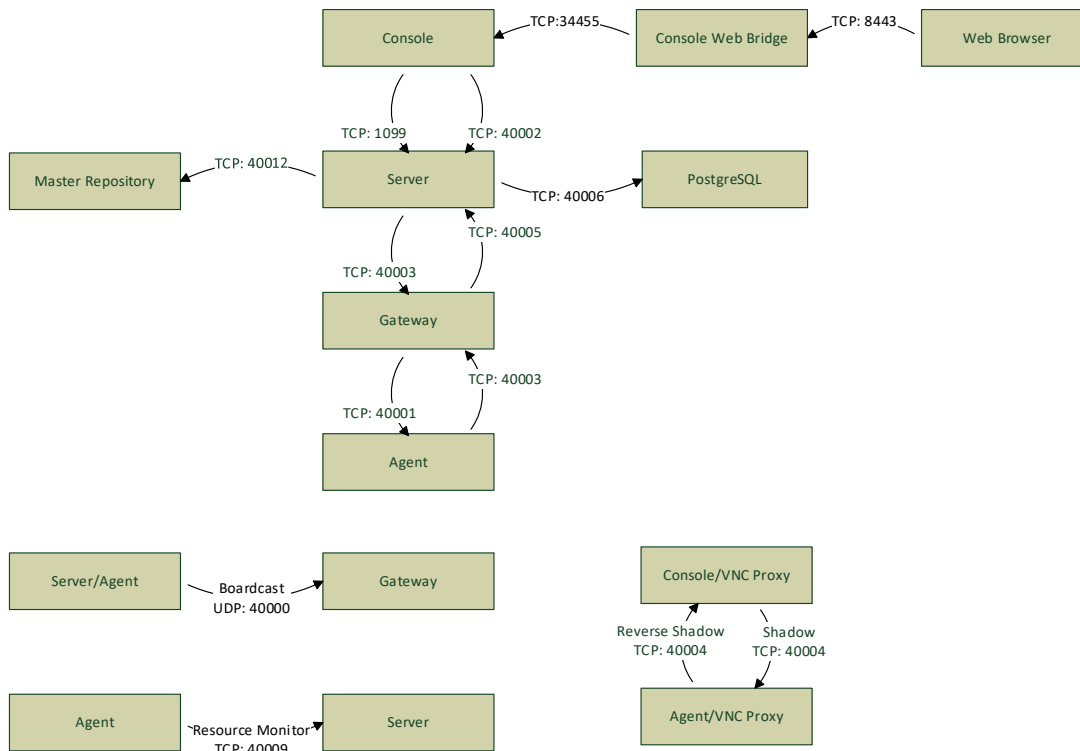 TCP:34455
TCP: 8443
Console
Console Web Bridge
Web Browser
TCP: 1099
TCP: 40002
TCP: 40012
Master Repository
Server
PostgreSQL
TCP: 40006
TCP: 40005
TCP: 40003
Gateway
TCP: 40003
TCP: 40001
Agent
Server/Agent
Boardcast
UDP: 40000
Gateway
Console/VNC Proxy
Reverse Shadow
TCP: 40004
Shadow
TCP: 40004
Agent
Resource Monitor
TCP: 40009
Server
Agent/VNC Proxy